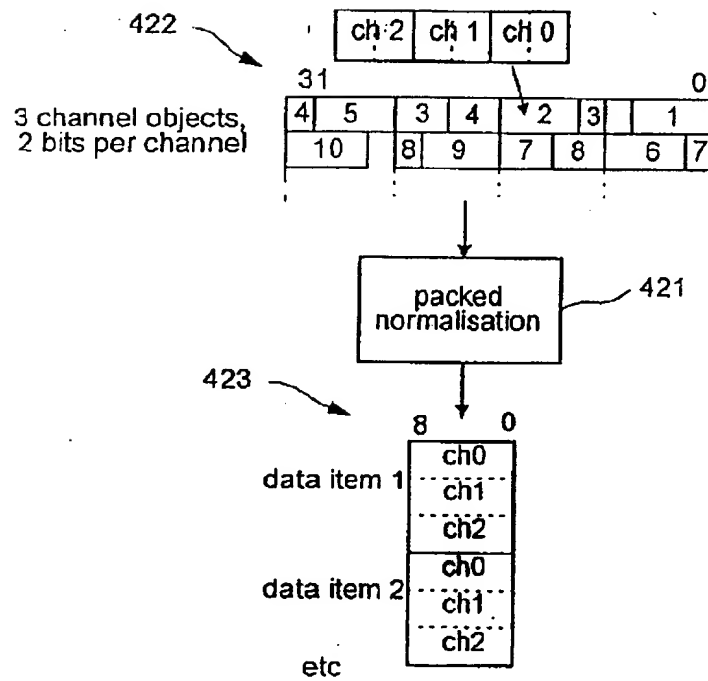 422
ch 2 ch 1 ch 0
31 0
3 channel objects,
2 bits per channel
4 5 3 4 2 3 1
10 8 9 7 8 6 7
packed
normalisation
421
423
8 0
data item 1
ch0
ch1
ch2
data item 2
ch0
ch1
ch2
etc